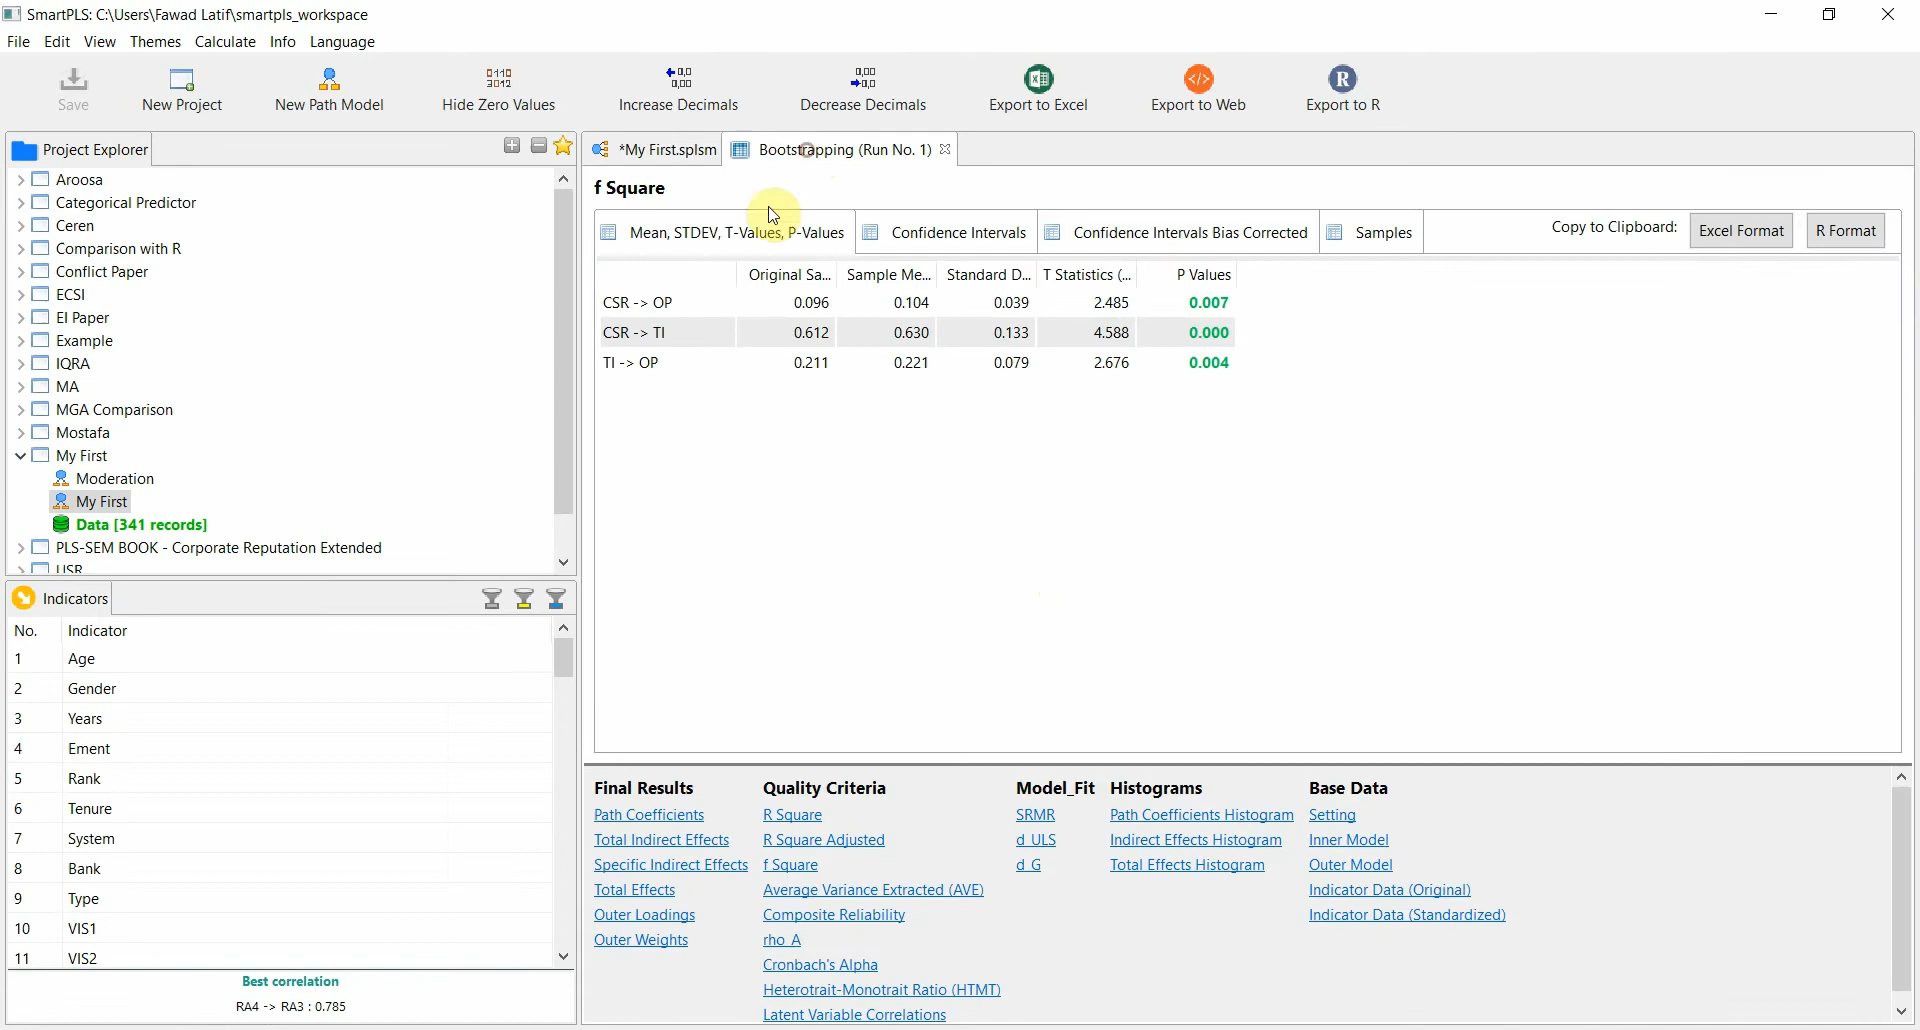 SmartPLS: C:\Users\Fawad Latif\smartpls_workspace
File Edit View Themes Calculate Info Language
Save New Project New Path Model Hide Zero Values Increase Decimals Decrease Decimals Export to Excel Export to Web Export to R
Project Explorer
Aroosa
Categorical Predictor
Ceren
Comparison with R
Conflict Paper
ECSI
EI Paper
Example
IQRA
MA
MGA Comparison
Mostafa
My First
Moderation
My First
Data [341 records]
PLS-SEM BOOK - Corporate Reputation Extended
USR
Indicators
No. Indicator
1 Age
2 Gender
3 Years
4 Ement
5 Rank
6 Tenure
7 System
8 Bank
9 Type
10 VIS1
11 VIS2
Best correlation
RA4 -> RA3 : 0.785
*My First.splsm Bootstrapping (Run No. 1)
f Square
Mean, STDEV, T-Values, P-Values Confidence Intervals Confidence Intervals Bias Corrected Samples Copy to Clipboard: Excel Format R Format
Original Sa... Sample Me... Standard D... T Statistics (... P Values
CSR -> OP 0.096 0.104 0.039 2.485 0.007
CSR -> TI 0.612 0.630 0.133 4.588 0.000
TI -> OP 0.211 0.221 0.079 2.676 0.004
Final Results Quality Criteria Model_Fit Histograms Base Data
Path Coefficients R Square SRMR Path Coefficients Histogram Setting
Total Indirect Effects R Square Adjusted d_ULS Indirect Effects Histogram Inner Model
Specific Indirect Effects f Square d_G Total Effects Histogram Outer Model
Total Effects Average Variance Extracted (AVE) Indicator Data (Original)
Outer Loadings Composite Reliability Indicator Data (Standardized)
Outer Weights rho_A
Cronbach's Alpha
Heterotrait-Monotrait Ratio (HTMT)
Latent Variable Correlations